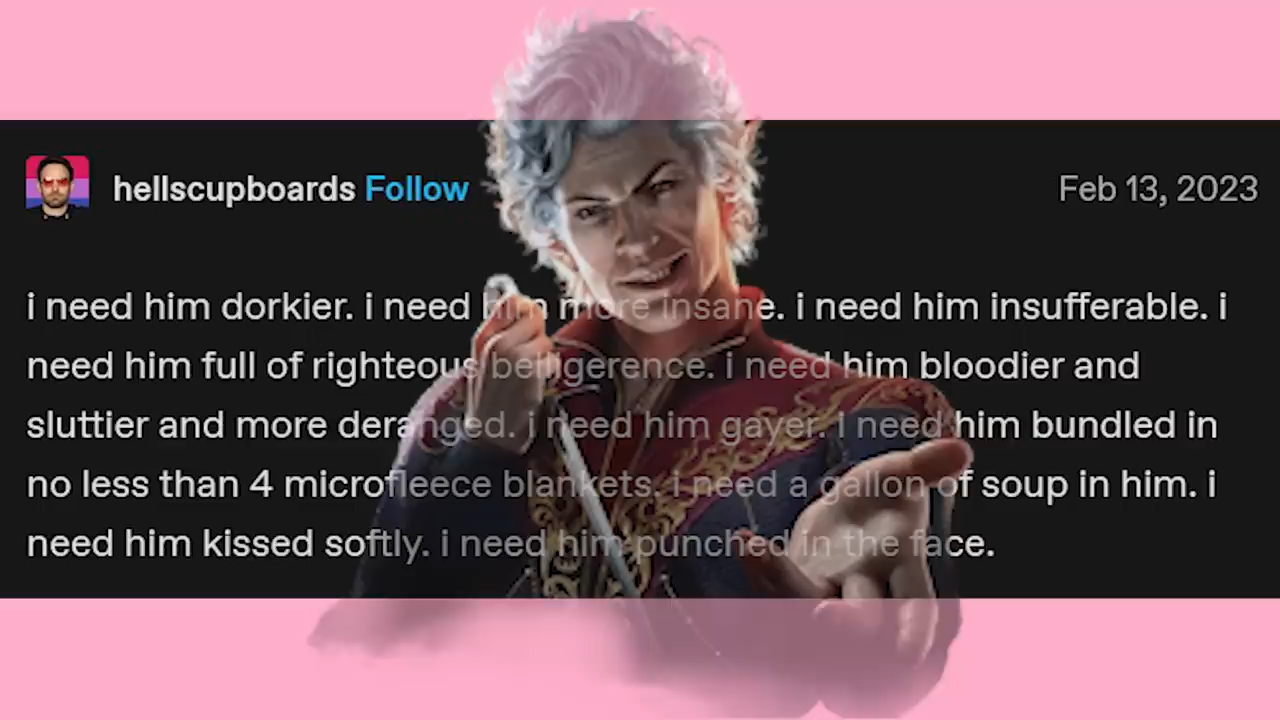 hellscupboards Follow Feb 13, 2023
i need him dorkier. i need him more insane. i need him insufferable. i
need him full of righteous belligerence. i need him bloodier and
sluttier and more deranged. i need him gayer. i need him bundled in
no less than 4 microfleece blankets. i need a gallon of soup in him. i
need him kissed softly. i need him punched in the face.